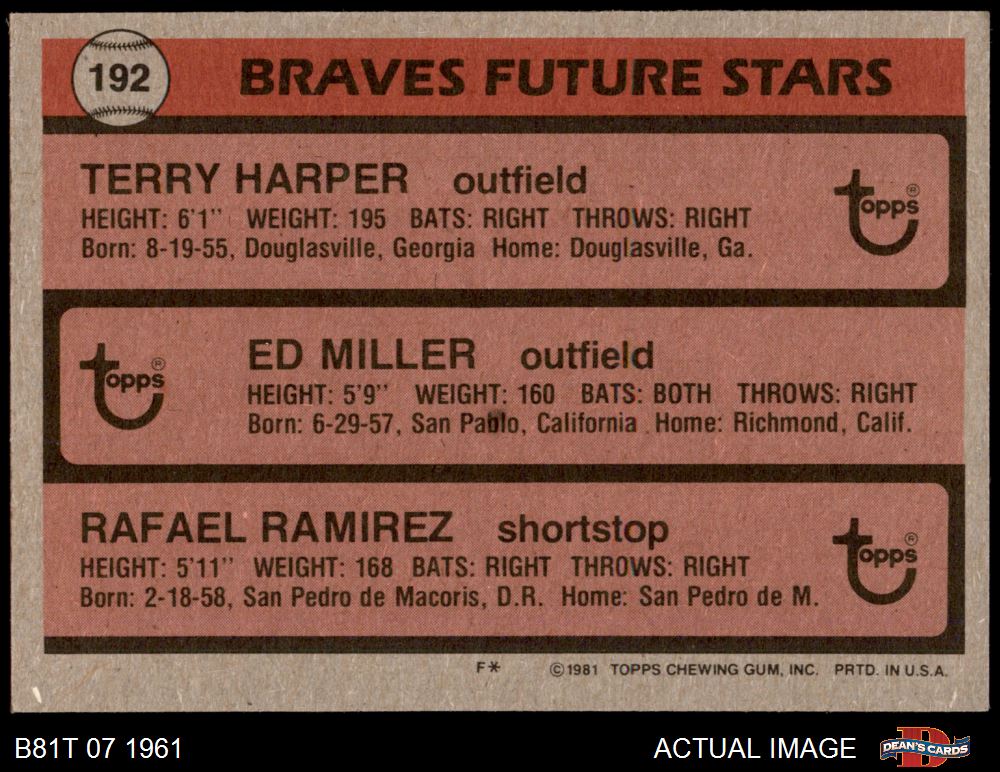 192
BRAVES FUTURE STARS
TERRY HARPER outfield
HEIGHT: 6'1" WEIGHT: 195 BATS: RIGHT THROWS: RIGHT
Born: 8-19-55, Douglasville, Georgia Home: Douglasville, Ga.
topps®
topps®
ED MILLER outfield
HEIGHT: 5'9" WEIGHT: 160 BATS: BOTH THROWS: RIGHT
Born: 6-29-57, San Pablo, California Home: Richmond, Calif.
RAFAEL RAMIREZ shortstop
HEIGHT: 5'11" WEIGHT: 168 BATS: RIGHT THROWS: RIGHT
Born: 2-18-58, San Pedro de Macoris, D.R. Home: San Pedro de M.
topps®
F* ©1981 TOPPS CHEWING GUM, INC. PRTD. IN U.S.A.
B81T 07 1961 ACTUAL IMAGE
D
DEAN'S CARDS